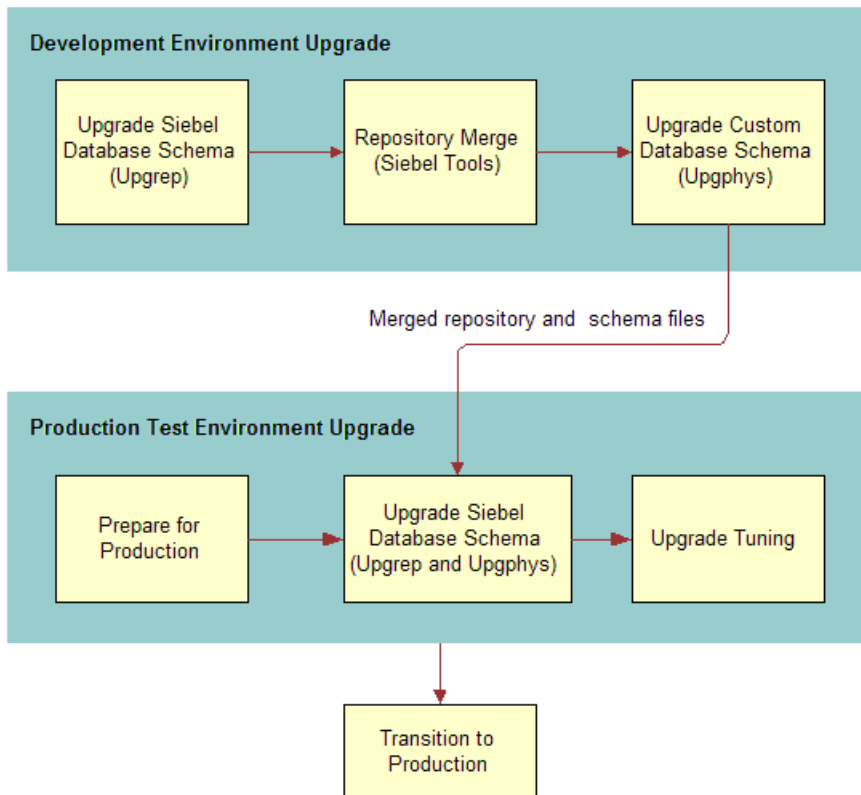 Development Environment Upgrade
Upgrade Siebel
Database Schema
(Upgrep)
Repository Merge
(Siebel Tools)
Upgrade Custom
Database Schema
(Upgphys)
Merged repository and schema files
Production Test Environment Upgrade
Prepare for
Production
Upgrade Siebel
Database Schema
(Upgrep and Upgphys)
Upgrade Tuning
Transition to
Production